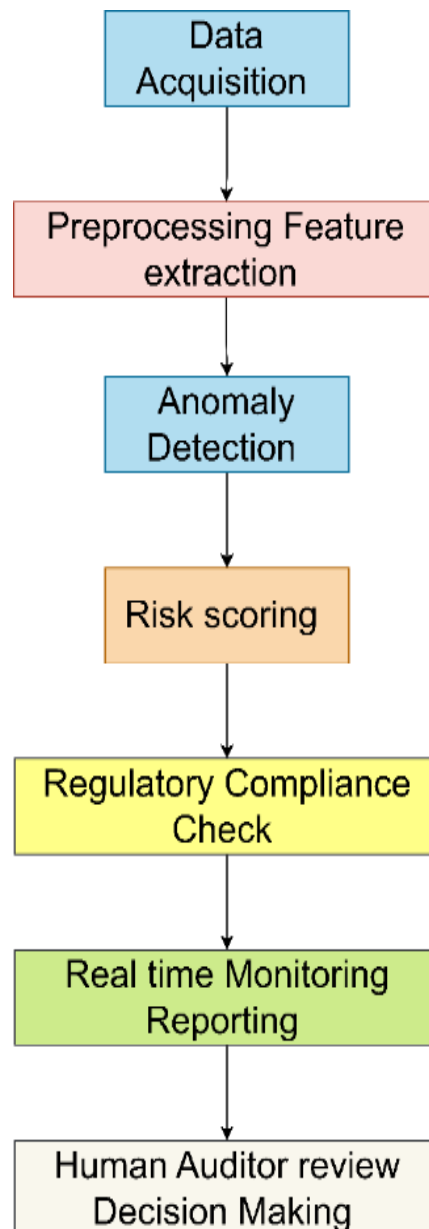 Data
Acquisition
Preprocessing Feature
extraction
Anomaly
Detection
Risk scoring
Regulatory Compliance
Check
Real time Monitoring
Reporting
Human Auditor review
Decision Making